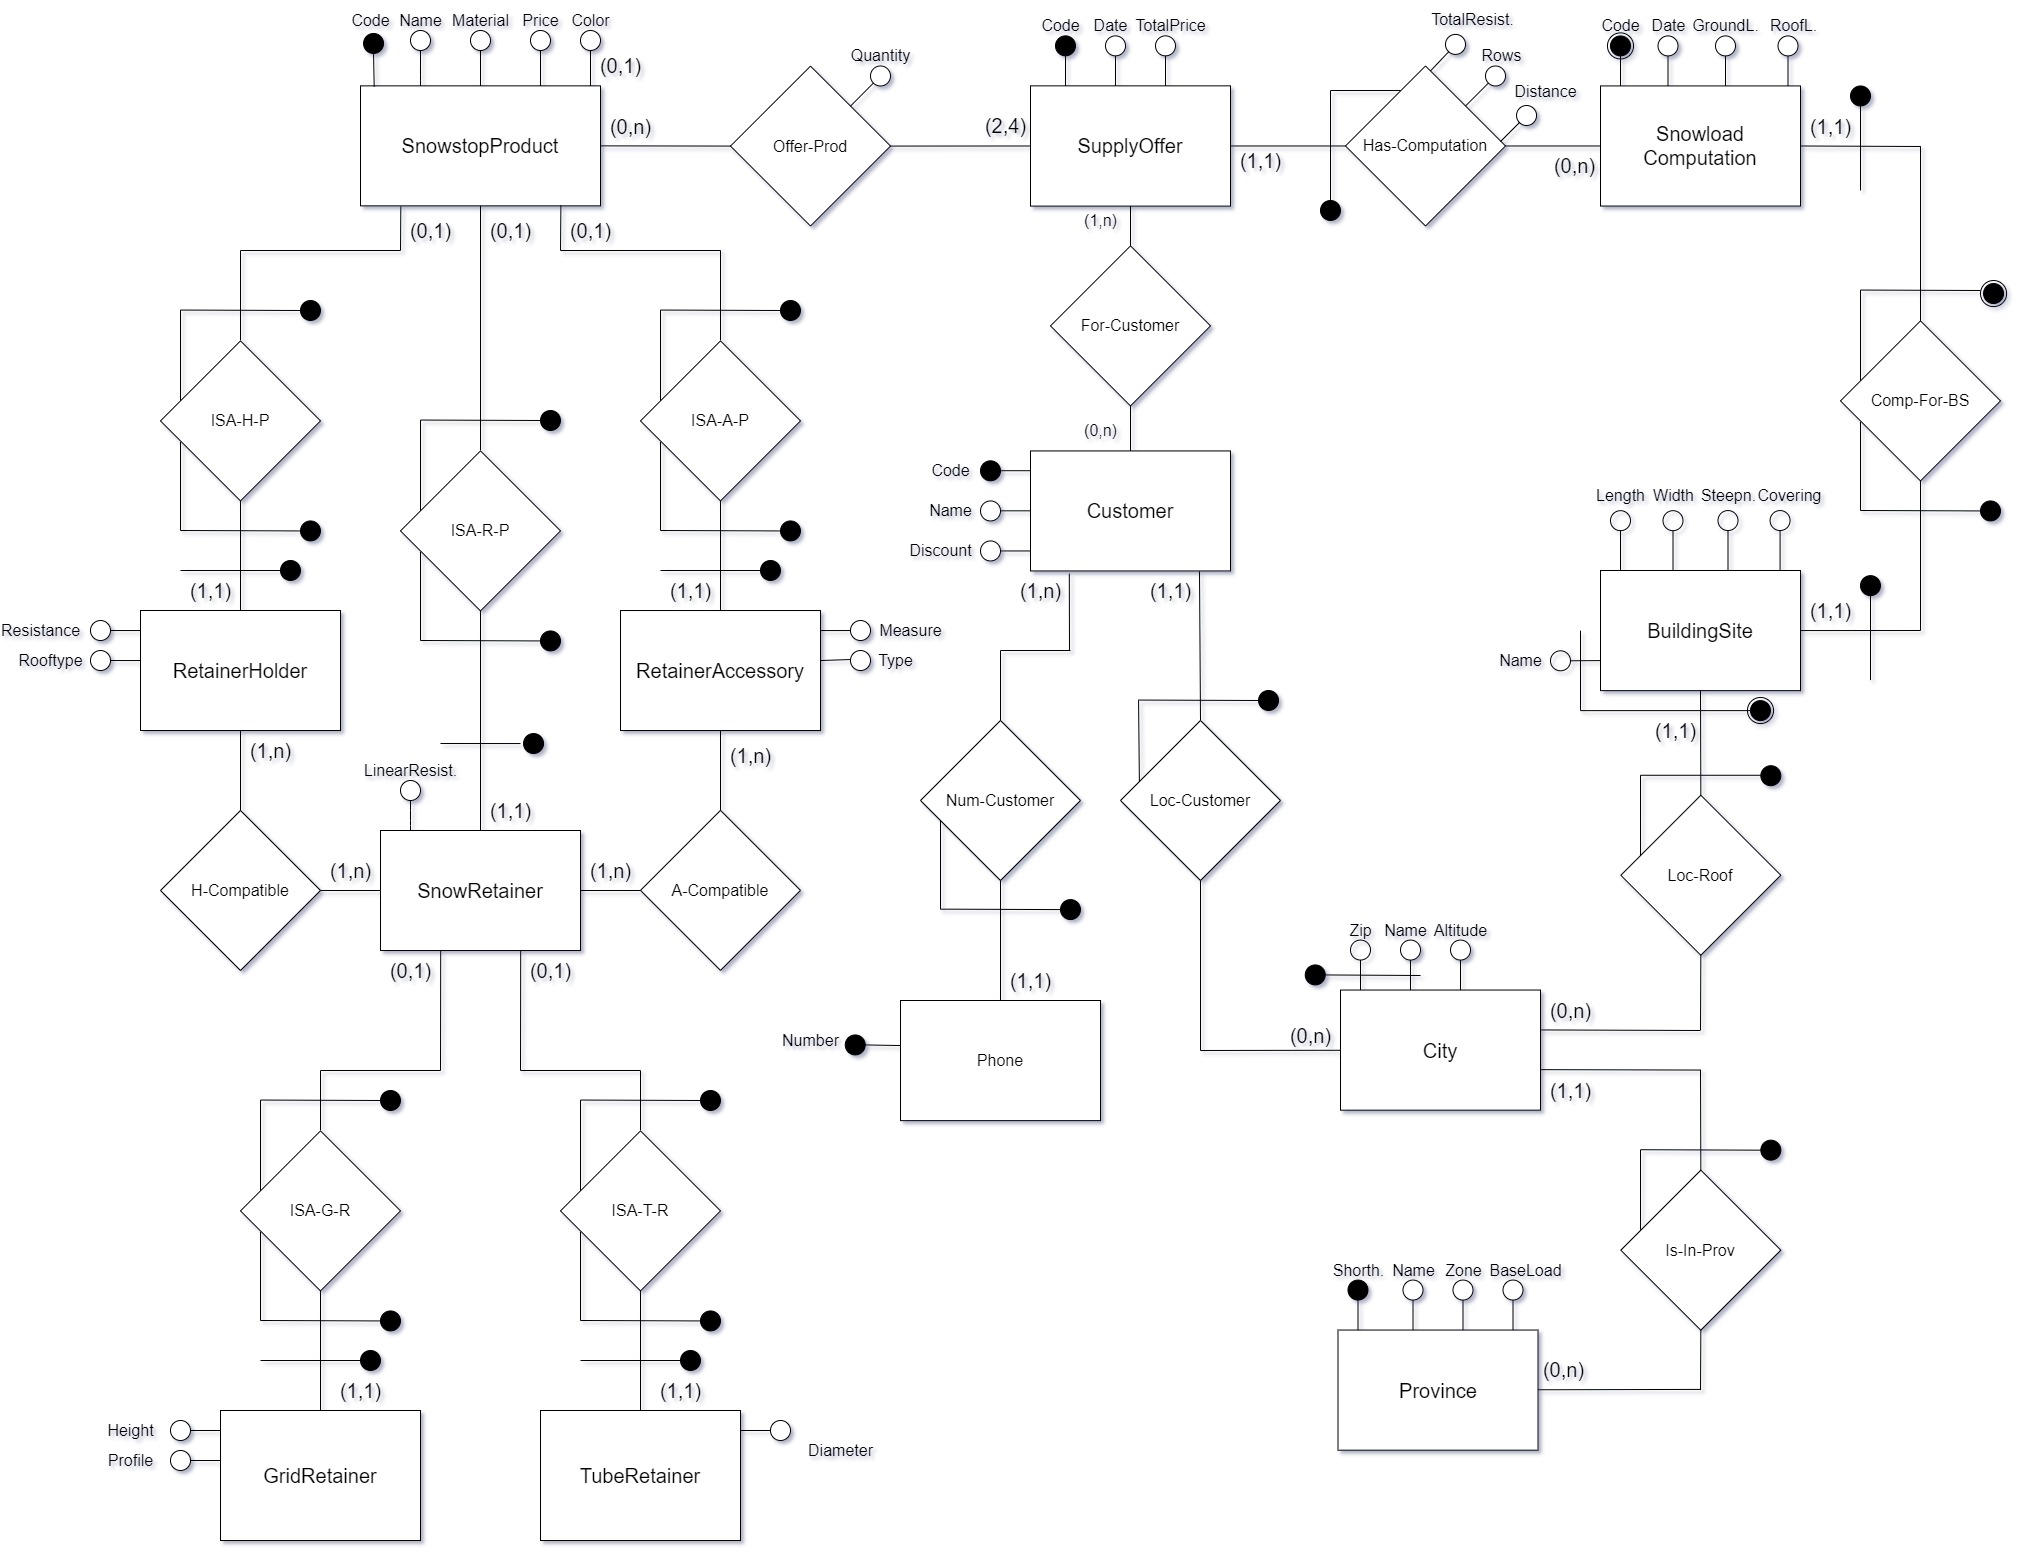 Code Name Material Price Color
(0,1)
Quantity
Code Date TotalPrice
TotalResist.
Rows
Distance
Code Date GroundL. RoofL.
SnowstopProduct
(0,n)
Offer-Prod
(2,4)
SupplyOffer
(1,1)
Has-Computation
(0,n)
Snowload
Computation
(1,1)
(0,1)
(0,1)
(0,1)
(1,n)
For-Customer
(0,n)
ISA-H-P
ISA-R-P
ISA-A-P
Comp-For-BS
Code
Name
Discount
Customer
(1,n)
(1,1)
Length Width Steepn. Covering
BuildingSite
(1,1)
Name
(1,1)
(1,1)
(1,1)
Resistance
Rooftype
RetainerHolder
RetainerAccessory
Measure
Type
(1,n)
(1,n)
LinearResist.
(1,1)
H-Compatible
(1,n)
SnowRetainer
(1,n)
A-Compatible
(0,1)
(0,1)
Num-Customer
Loc-Customer
Loc-Roof
(1,1)
Number
Phone
Zip Name Altitude
(0,n)
City
(0,n)
(1,1)
ISA-G-R
ISA-T-R
Is-In-Prov
Shorth. Name Zone BaseLoad
Province
(0,n)
(1,1)
(1,1)
Height
Profile
GridRetainer
TubeRetainer
Diameter